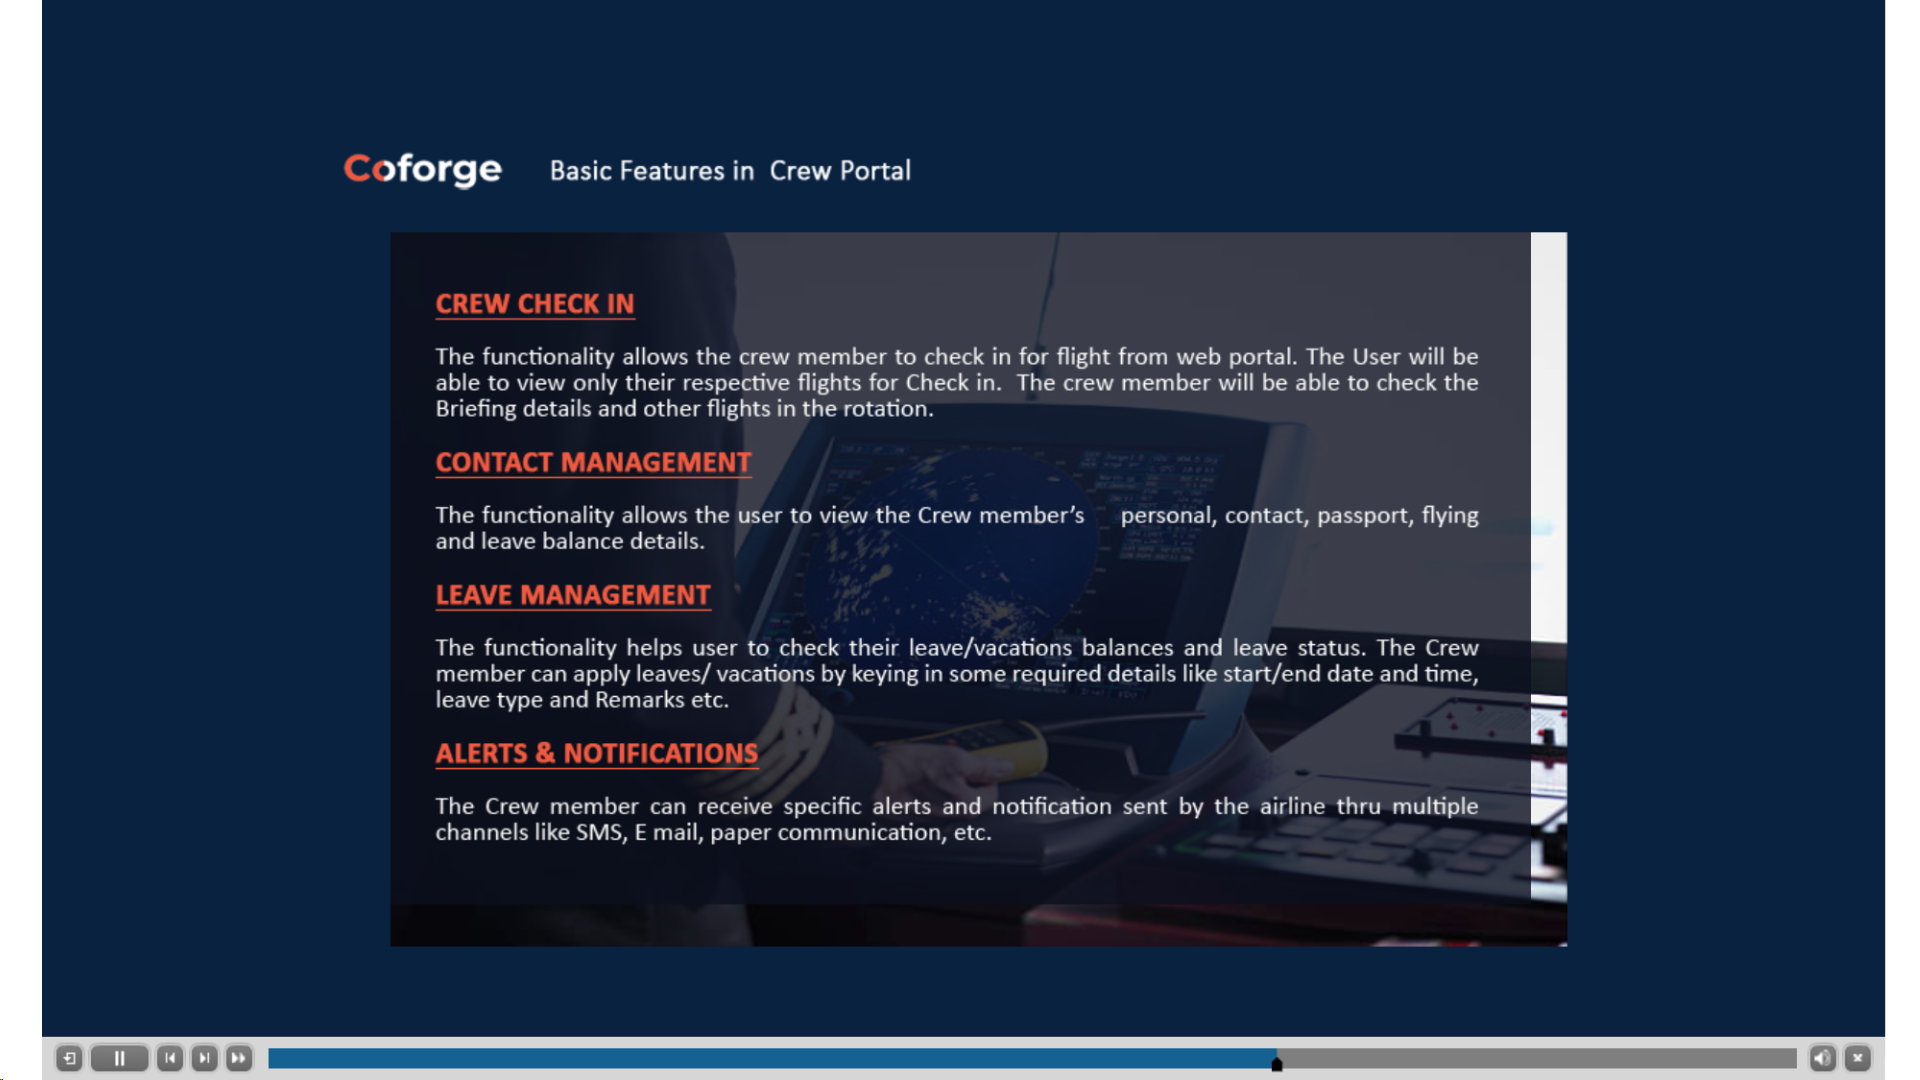 Coforge Basic Features in Crew Portal
CREW CHECK IN
The functionality allows the crew member to check in for flight from web portal. The User will be
able to view only their respective flights for Check in. The crew member will be able to check the
Briefing details and other flights in the rotation.
CONTACT MANAGEMENT
The functionality allows the user to view the Crew member’s personal, contact, passport, flying
and leave balance details.
LEAVE MANAGEMENT
The functionality helps user to check their leave/vacations balances and leave status. The Crew
member can apply leaves/ vacations by keying in some required details like start/end date and time,
leave type and Remarks etc.
ALERTS & NOTIFICATIONS
The Crew member can receive specific alerts and notification sent by the airline thru multiple
channels like SMS, E mail, paper communication, etc.